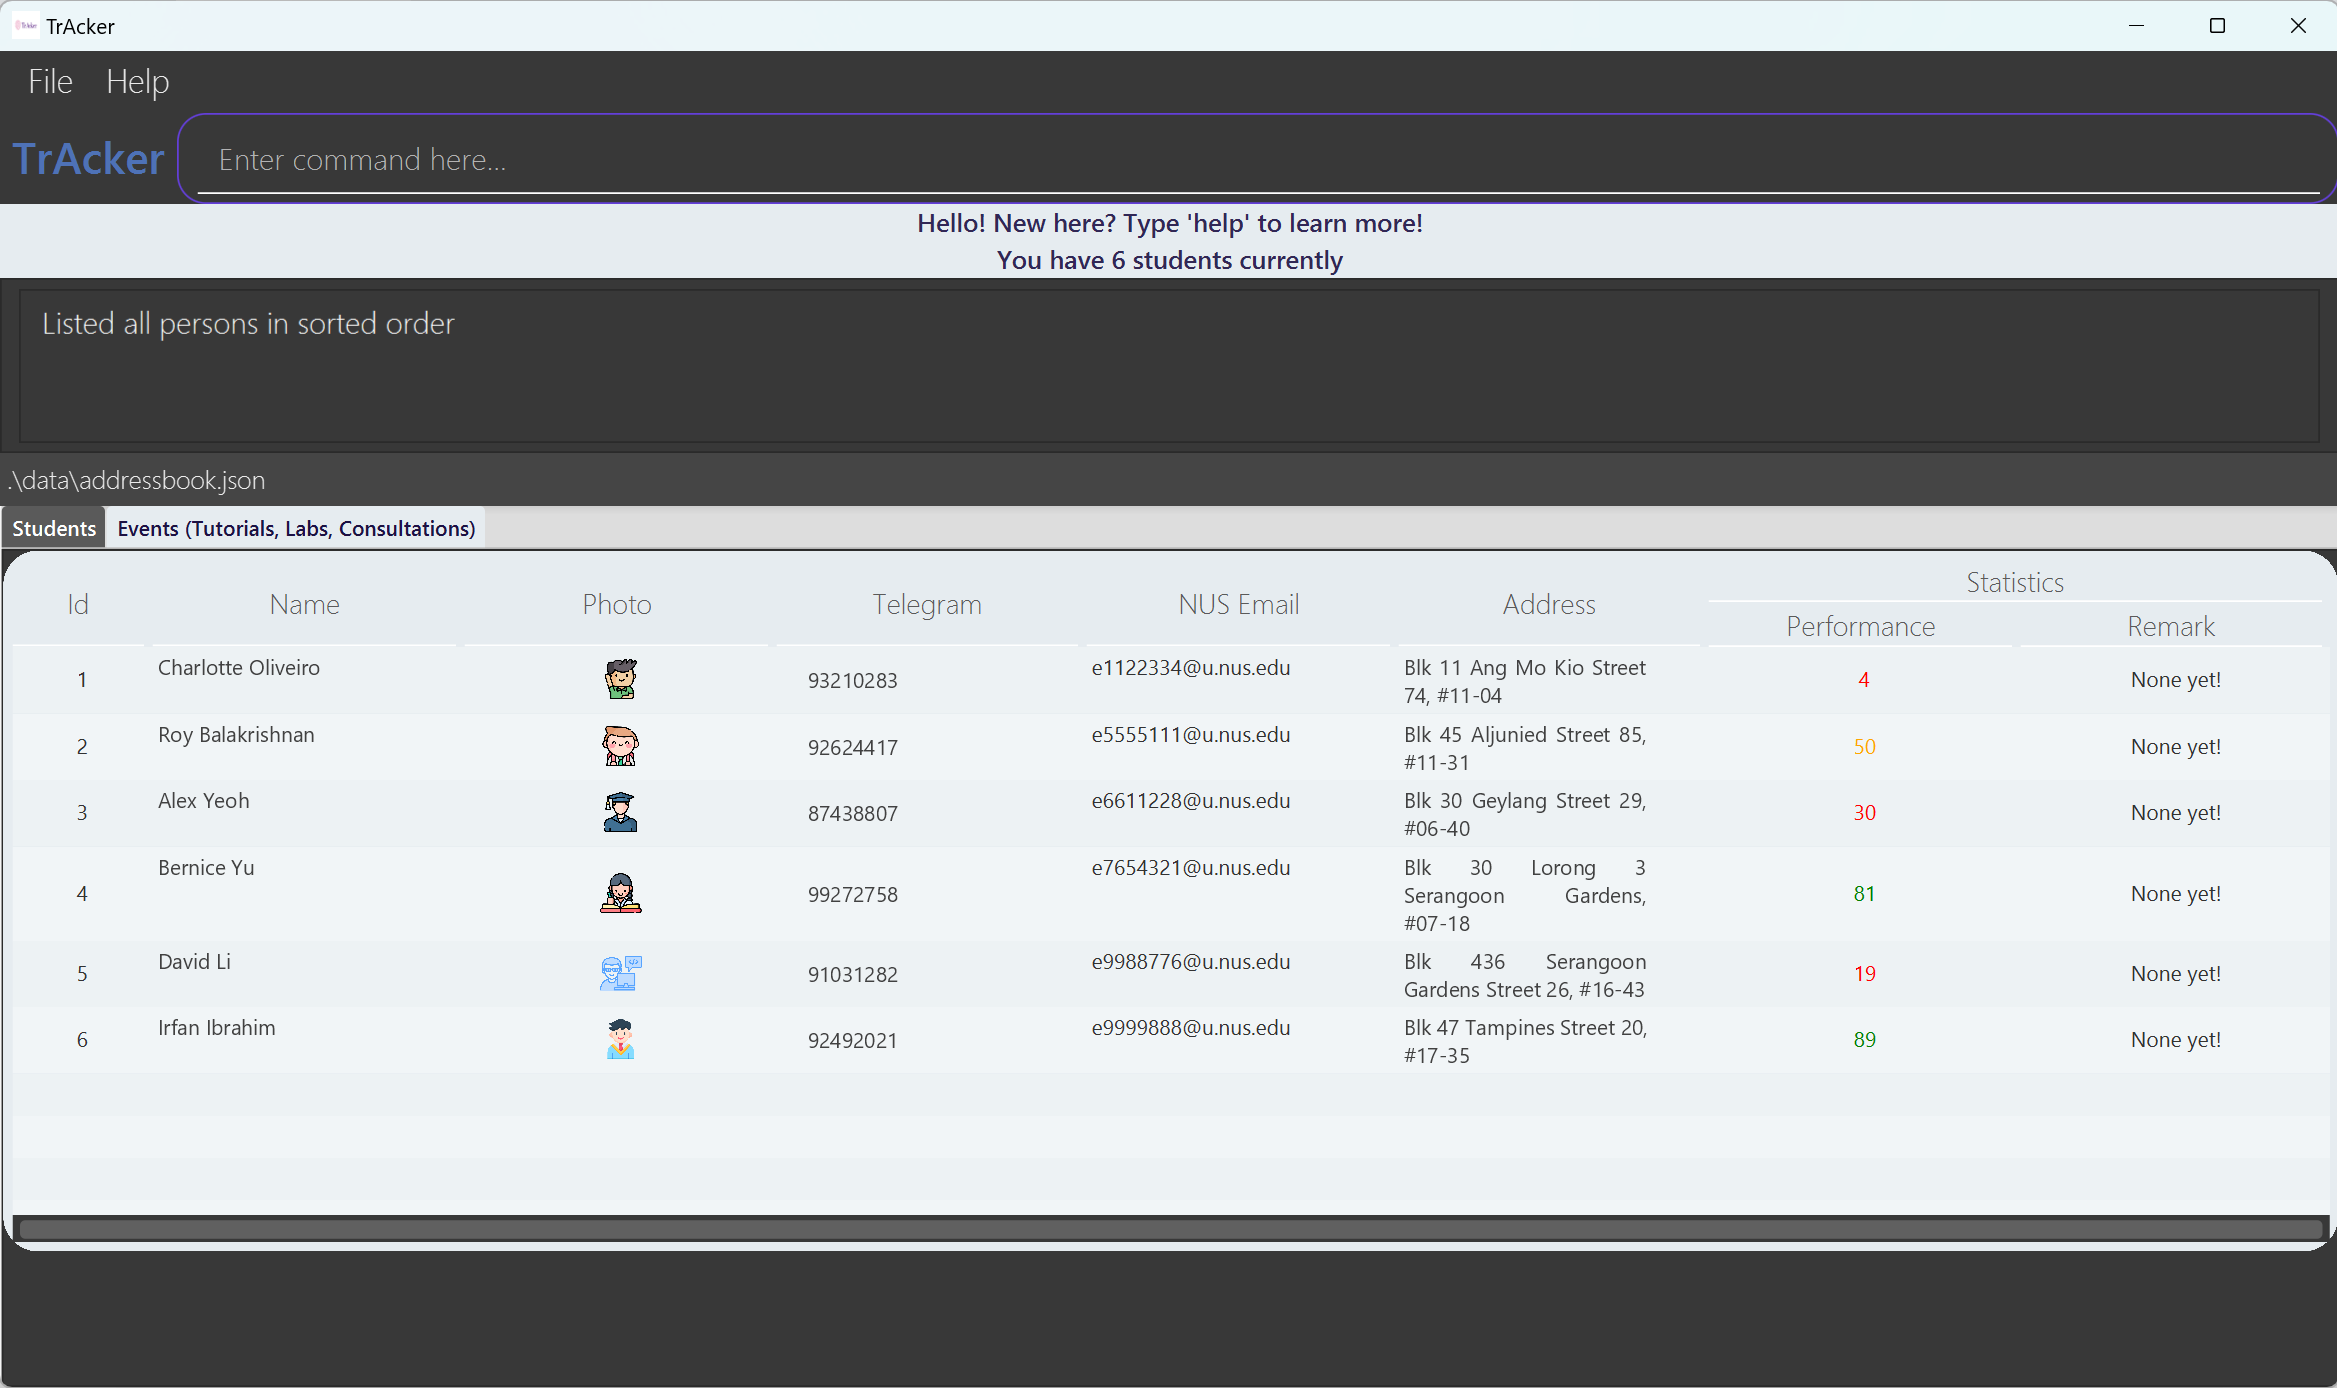 TrAcker
File Help
TrAcker Enter command here...
Hello! New here? Type 'help' to learn more!
You have 6 students currently
Listed all persons in sorted order
.\data\addressbook.json
Students Events (Tutorials, Labs, Consultations)
Id Name Photo Telegram NUS Email Address Statistics
Performance Remark
1 Charlotte Oliveiro 93210283 e1122334@u.nus.edu Blk 11 Ang Mo Kio Street
74, #11-04 4 None yet!
2 Roy Balakrishnan 92624417 e5555111@u.nus.edu Blk 45 Aljunied Street 85,
#11-31 50 None yet!
3 Alex Yeoh 87438807 e6611228@u.nus.edu Blk 30 Geylang Street 29,
#06-40 30 None yet!
4 Bernice Yu 99272758 e7654321@u.nus.edu Blk 30 Lorong 3
Serangoon Gardens,
#07-18 81 None yet!
5 David Li 91031282 e9988776@u.nus.edu Blk 436 Serangoon
Gardens Street 26, #16-43 19 None yet!
6 Irfan Ibrahim 92492021 e9999888@u.nus.edu Blk 47 Tampines Street 20,
#17-35 89 None yet!